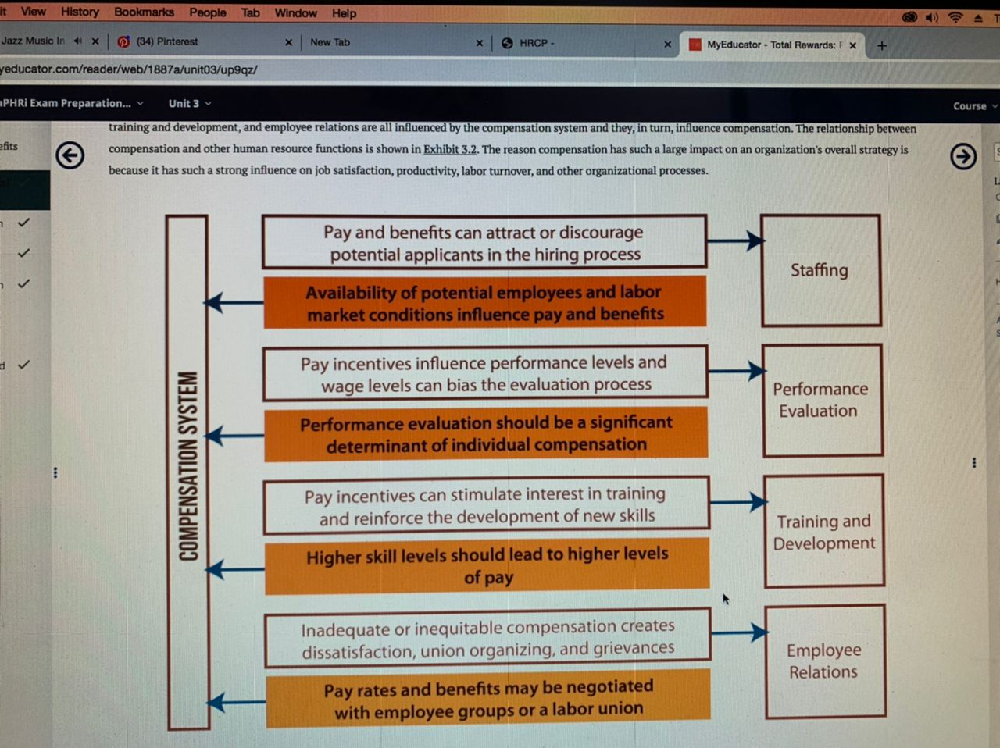 it View History Bookmarks People Tab Window Help
Jazz Music In (34) Pinterest New Tab HRCP - MyEducator - Total Rewards: F
yeducator.com/reader/web/1887a/unit03/up9qz/
aPHRi Exam Preparation... Unit 3 Course
training and development, and employee relations are all influenced by the compensation system and they, in turn, influence compensation. The relationship between
efits
compensation and other human resource functions is shown in Exhibit 3.2. The reason compensation has such a large impact on an organization's overall strategy is
because it has such a strong influence on job satisfaction, productivity, labor turnover, and other organizational processes.
COMPENSATION SYSTEM
Pay and benefits can attract or discourage
potential applicants in the hiring process
Staffing
Availability of potential employees and labor
market conditions influence pay and benefits
Pay incentives influence performance levels and
wage levels can bias the evaluation process
Performance
Evaluation
Performance evaluation should be a significant
determinant of individual compensation
Pay incentives can stimulate interest in training
and reinforce the development of new skills
Training and
Development
Higher skill levels should lead to higher levels
of pay
Inadequate or inequitable compensation creates
dissatisfaction, union organizing, and grievances
Employee
Relations
Pay rates and benefits may be negotiated
with employee groups or a labor union